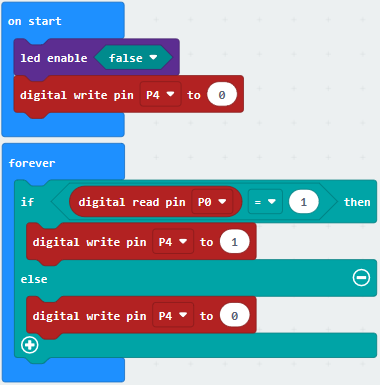 on start
led enable false
digital write pin P4 to 0
forever
if digital read pin P0 = 1 then
digital write pin P4 to 1
else
digital write pin P4 to 0